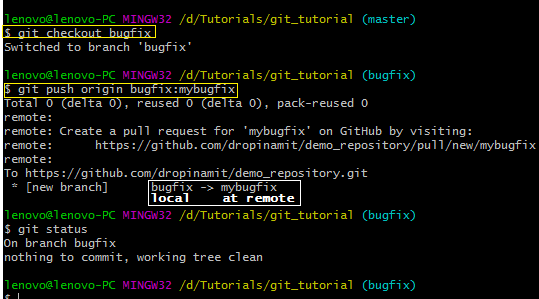 lenovo@lenovo-PC MINGW32 /d/Tutorials/git_tutorial (master)
$ git checkout bugfix
Switched to branch 'bugfix'
lenovo@lenovo-PC MINGW32 /d/Tutorials/git_tutorial (bugfix)
$ git push origin bugfix:mybugfix
Total 0 (delta 0), reused 0 (delta 0), pack-reused 0
remote:
remote: Create a pull request for 'mybugfix' on GitHub by visiting:
remote:      https://github.com/dropinamit/demo_repository/pull/new/mybugfix
remote:
To https://github.com/dropinamit/demo_repository.git
 * [new branch]      bugfix -> mybugfix
local    at remote
lenovo@lenovo-PC MINGW32 /d/Tutorials/git_tutorial (bugfix)
$ git status
On branch bugfix
nothing to commit, working tree clean
lenovo@lenovo-PC MINGW32 /d/Tutorials/git_tutorial (bugfix)
$